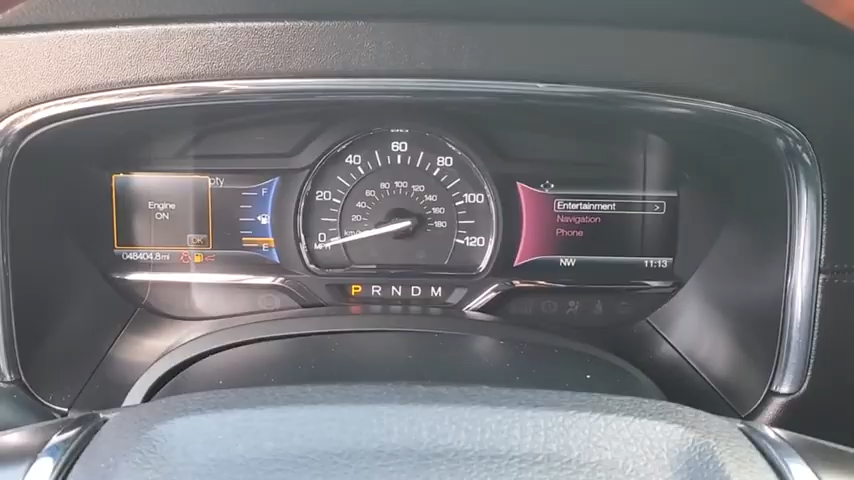 pty
Engine
ON
OK
F
E
048404.8mi
0
20
40
60
80
100
120
MPH
20
40
60
80
100
120
140
160
180
km/h
P R N D M
Entertainment >
Navigation
Phone
NW
11:13